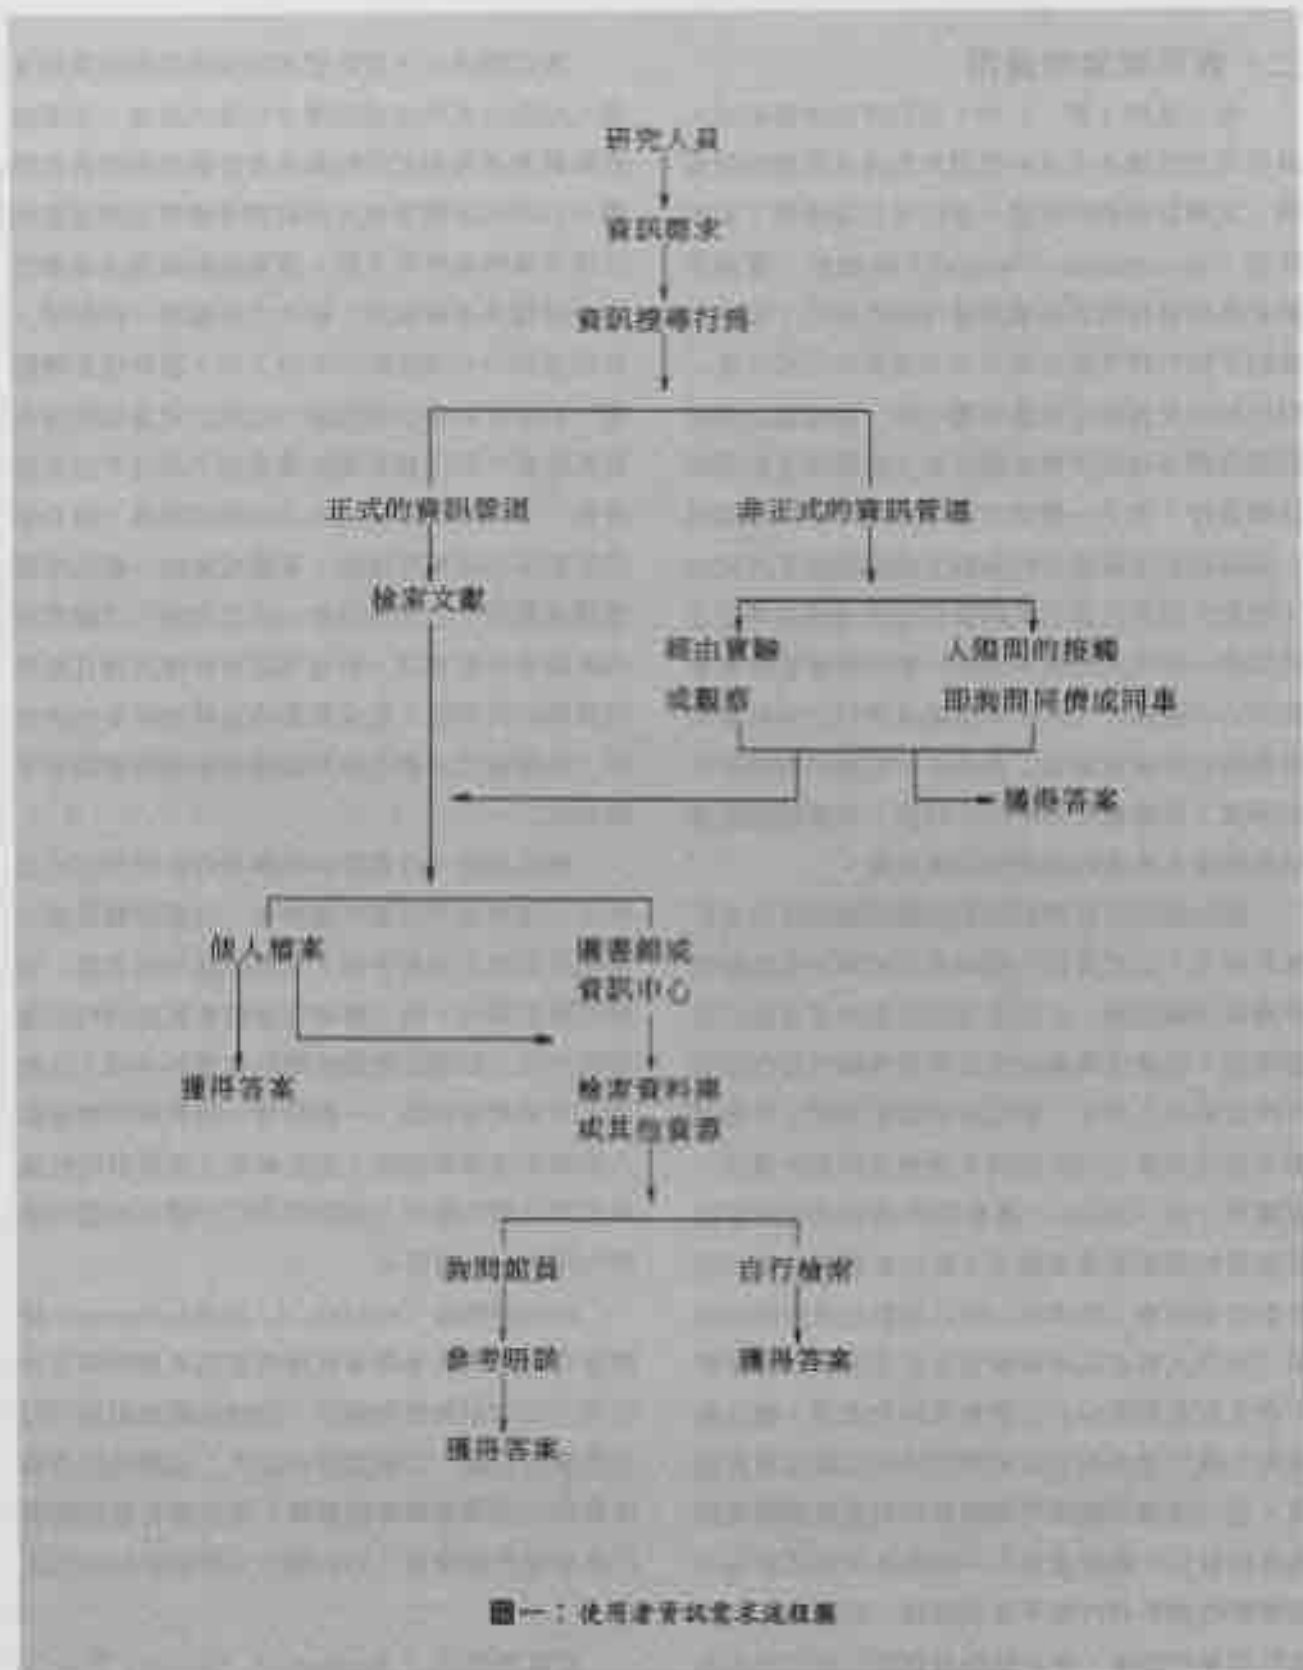 研究人員
資訊需求
資訊搜尋行為
正式的資訊管道
非正式的資訊管道
檢索文獻
經由實驗
或觀察
人際間的接觸
即詢問同儕或同事
獲得答案
個人檔案
圖書館或
資訊中心
獲得答案
檢索資料庫
或其他資源
詢問館員
自行檢索
參考晤談
獲得答案
獲得答案
圖一：使用者資訊需求流程圖